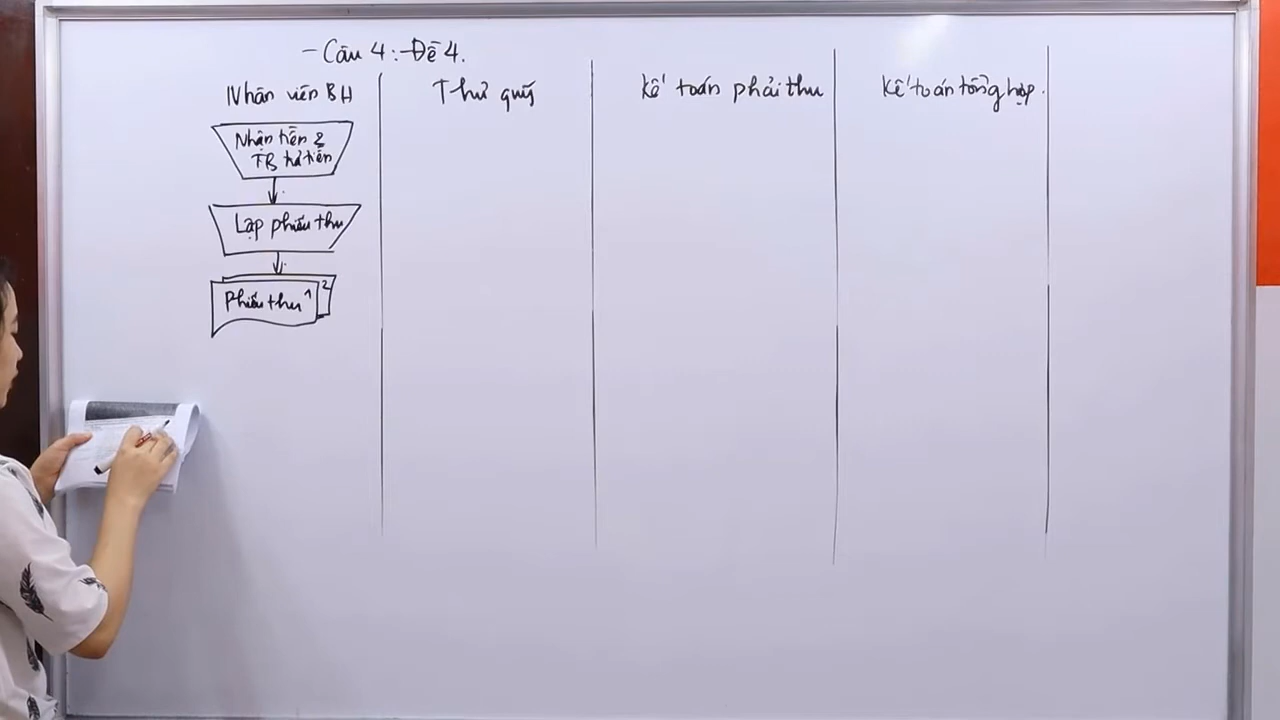 - Câu 4: Đề 4.
Nhân viên BH
Thủ quỹ
Kế toán phải thu
Kế toán tổng hợp.
Nhận tiền &
TB trả tiền
Lập phiếu thu
Phiếu thu 1 2